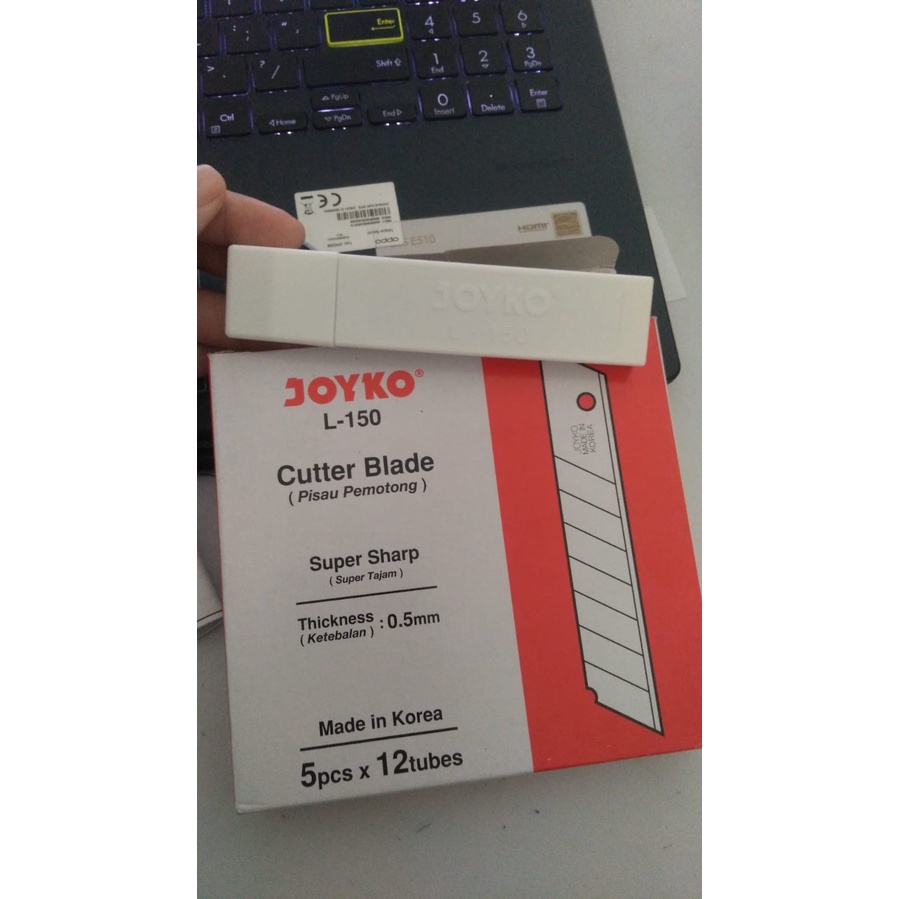 Enter
4
5
6
Shift
1
End
2
3
PgDn
Ctrl
Home
PgUp
PgDn
End
0
Insert
Delete
Enter
CE
oppo
E510
HDMI
JOYKO
L-150
JOYKO®
L-150
Cutter Blade
( Pisau Pemotong )
Super Sharp
( Super Tajam )
Thickness : 0.5mm
( Ketebalan )
Made in Korea
5pcs x 12tubes
JOYKO
MADE IN
KOREA